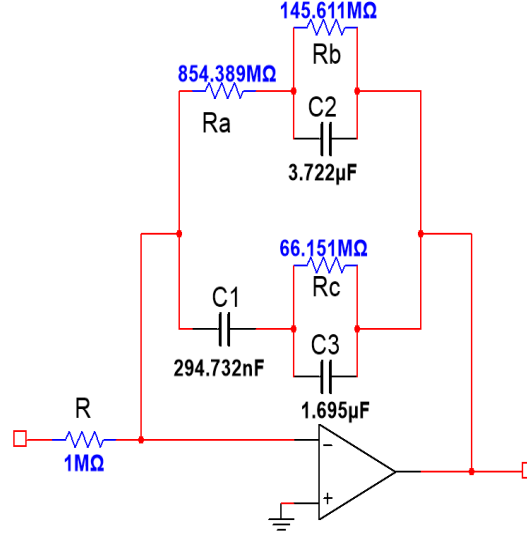 145.611MΩ
Rb
854.389MΩ
Ra
C2
3.722µF
66.151MΩ
Rc
C1
294.732nF
C3
1.695µF
R
1MΩ
−
+